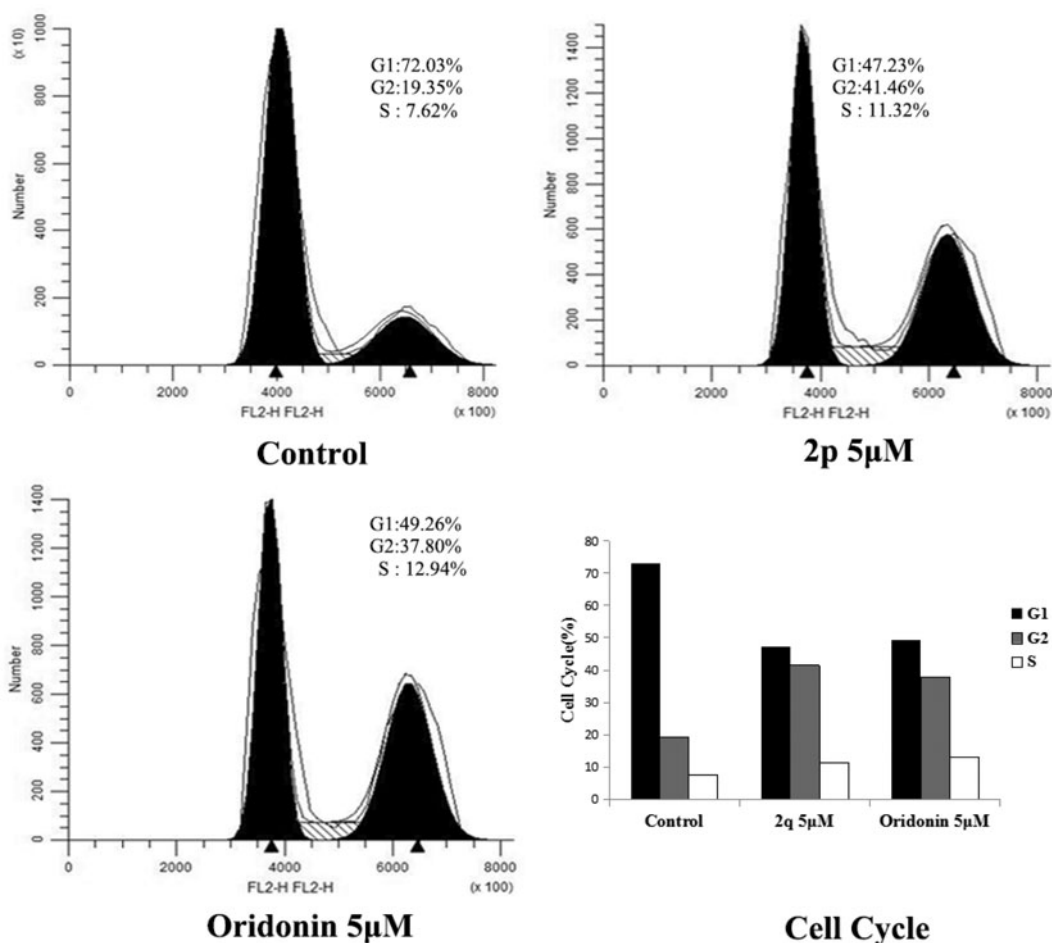 (x 10)
1000
800
600
400
200
0
Number
G1:72.03%
G2:19.35%
S : 7.62%
0
2000
4000
6000
8000
FL2-H FL2-H
(x 100)
Control
1400
1200
1000
800
600
400
200
0
Number
G1:47.23%
G2:41.46%
S : 11.32%
0
2000
4000
6000
8000
FL2-H FL2-H
(x 100)
2p 5μM
1400
1200
1000
800
600
400
200
0
Number
G1:49.26%
G2:37.80%
S : 12.94%
0
2000
4000
6000
8000
FL2-H FL2-H
(x 100)
Oridonin 5μM
80
70
60
50
40
30
20
10
0
Cell Cycle(%)
G1
G2
S
Control
2q 5μM
Oridonin 5μM
Cell Cycle